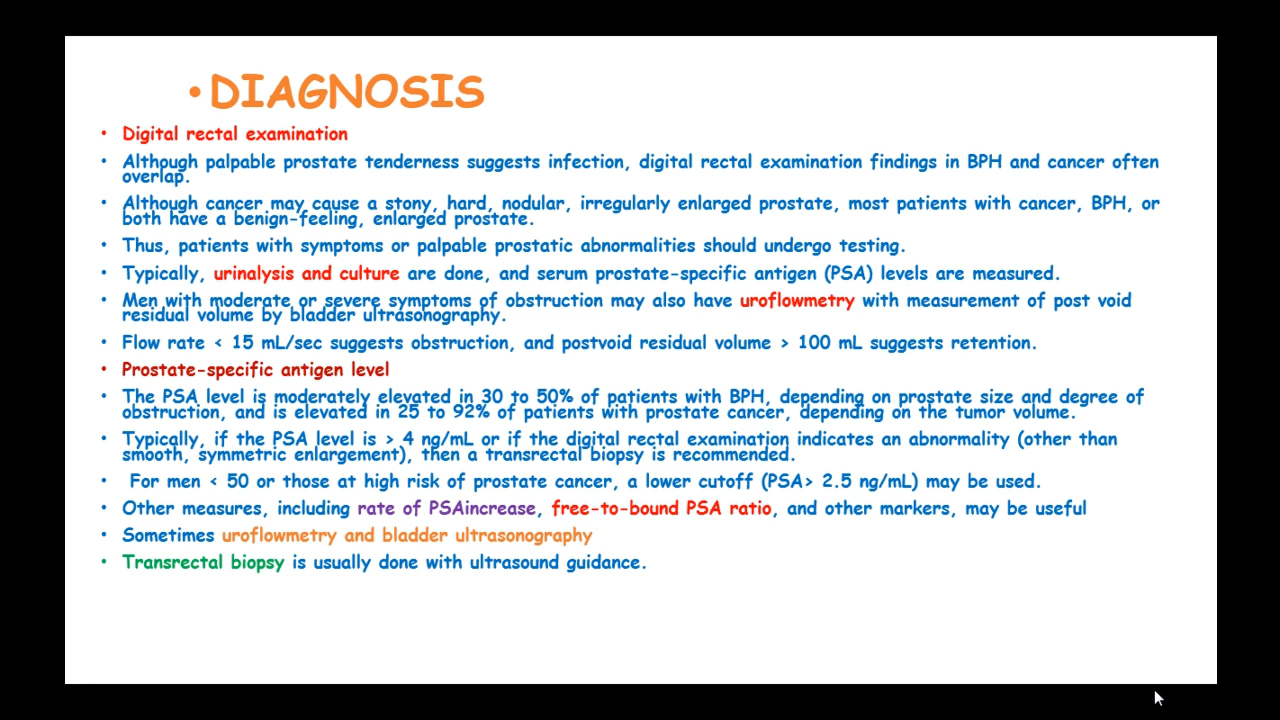 • DIAGNOSIS
• Digital rectal examination
• Although palpable prostate tenderness suggests infection, digital rectal examination findings in BPH and cancer often
overlap.
• Although cancer may cause a stony, hard, nodular, irregularly enlarged prostate, most patients with cancer, BPH, or
both have a benign-feeling, enlarged prostate.
• Thus, patients with symptoms or palpable prostatic abnormalities should undergo testing.
• Typically, urinalysis and culture are done, and serum prostate-specific antigen (PSA) levels are measured.
• Men with moderate or severe symptoms of obstruction may also have uroflowmetry with measurement of post void
residual volume by bladder ultrasonography.
• Flow rate < 15 mL/sec suggests obstruction, and postvoid residual volume > 100 mL suggests retention.
• Prostate-specific antigen level
• The PSA level is moderately elevated in 30 to 50% of patients with BPH, depending on prostate size and degree of
obstruction, and is elevated in 25 to 92% of patients with prostate cancer, depending on the tumor volume.
• Typically, if the PSA level is > 4 ng/mL or if the digital rectal examination indicates an abnormality (other than
smooth, symmetric enlargement), then a transrectal biopsy is recommended.
• For men < 50 or those at high risk of prostate cancer, a lower cutoff (PSA> 2.5 ng/mL) may be used.
• Other measures, including rate of PSAincrease, free-to-bound PSA ratio, and other markers, may be useful
• Sometimes uroflowmetry and bladder ultrasonography
• Transrectal biopsy is usually done with ultrasound guidance.